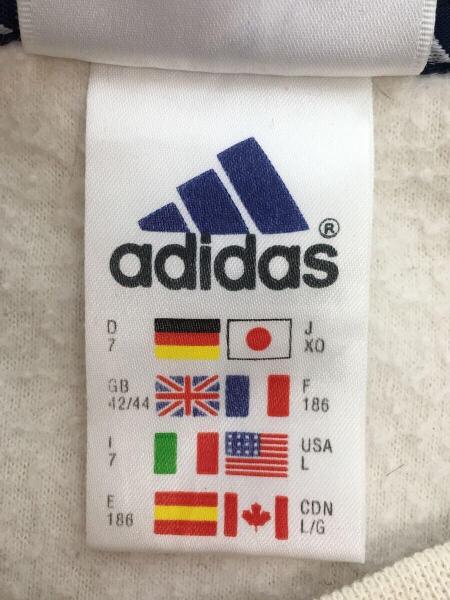 ®
adidas
D J
7 XO
GB F
42/44 186
I USA
7 L
E CDN
186 L/G